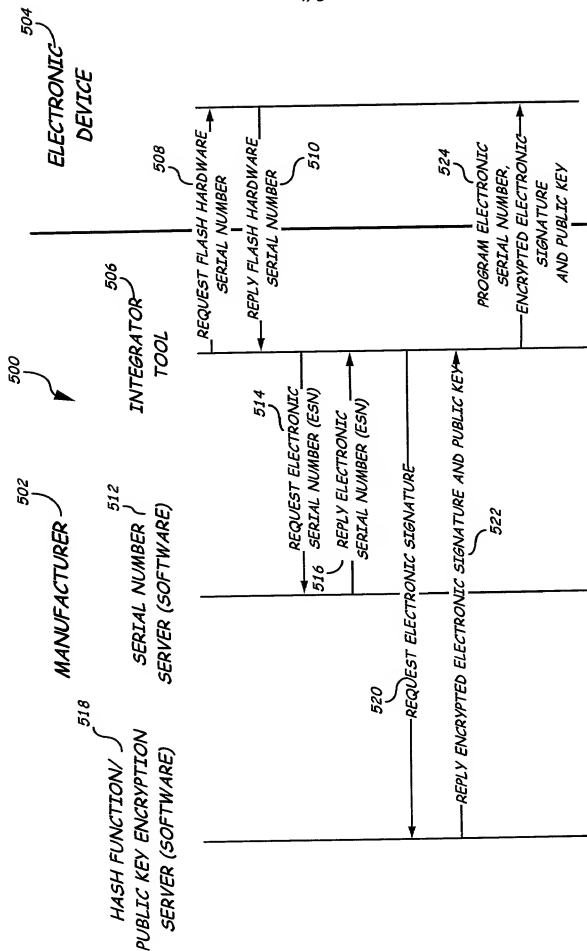 500
MANUFACTURER
502
ELECTRONIC
DEVICE
504
HASH FUNCTION/
PUBLIC KEY ENCRYPTION
SERVER (SOFTWARE)
518
SERIAL NUMBER
SERVER (SOFTWARE)
512
INTEGRATOR
TOOL
506
REQUEST FLASH HARDWARE
SERIAL NUMBER
508
REPLY FLASH HARDWARE
SERIAL NUMBER
510
REQUEST ELECTRONIC
SERIAL NUMBER (ESN)
514
REPLY ELECTRONIC
SERIAL NUMBER (ESN)
516
REQUEST ELECTRONIC SIGNATURE
520
REPLY ENCRYPTED ELECTRONIC SIGNATURE AND PUBLIC KEY
522
PROGRAM ELECTRONIC
SERIAL NUMBER,
ENCRYPTED ELECTRONIC
SIGNATURE
AND PUBLIC KEY
524